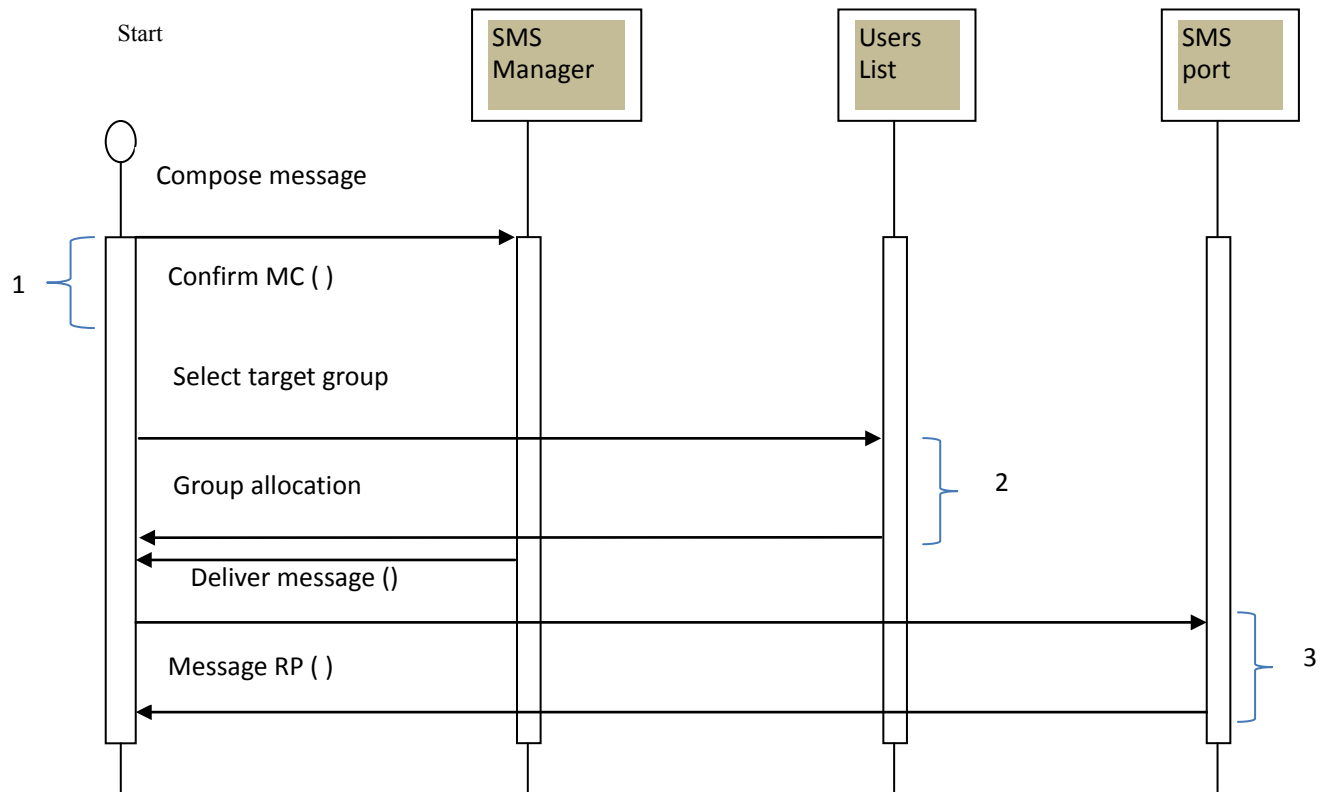 Start
SMS
Manager
Users
List
SMS
port
Compose message
1
Confirm MC ( )
Select target group
Group allocation
2
Deliver message ()
Message RP ( )
3